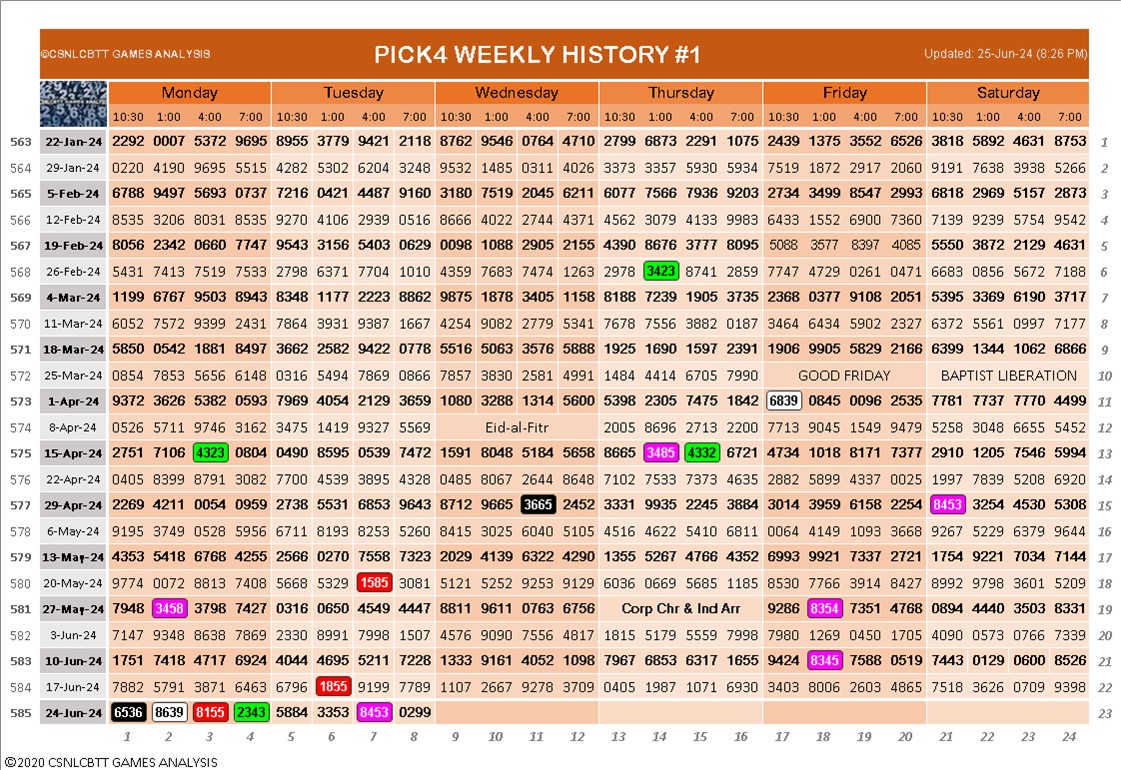 ©CSNLCBTT GAMES ANALYSIS PICK4 WEEKLY HISTORY #1 Updated: 25-Jun-24 (8:26 PM)
Monday Tuesday Wednesday Thursday Friday Saturday
10:30 1:00 4:00 7:00 10:30 1:00 4:00 7:00 10:30 1:00 4:00 7:00 10:30 1:00 4:00 7:00 10:30 1:00 4:00 7:00 10:30 1:00 4:00 7:00
563 22-Jan-24 2292 0007 5372 9695 8955 3779 9421 2118 8762 9546 0764 4710 2799 6873 2291 1075 2439 1375 3552 6526 3818 5892 4631 8753 1
564 29-Jan-24 0220 4190 9695 5515 4282 5302 6204 3248 9532 1485 0311 4026 3373 3357 5930 5934 7519 1872 2917 2060 9191 7638 3938 5266 2
565 5-Feb-24 6788 9497 5693 0737 7216 0421 4487 9160 3180 7519 2045 6211 6077 7566 7936 9203 2734 3499 8547 2993 6818 2969 5157 2873 3
566 12-Feb-24 8535 3206 8031 8535 9270 4106 2939 0516 8666 4022 2744 4371 4562 3079 4133 9983 6433 1552 6900 7360 7139 9239 5754 9542 4
567 19-Feb-24 8056 2342 0660 7747 9543 3156 5403 0629 0098 1088 2905 2155 4390 8676 3777 8095 5088 3577 8397 4085 5550 3872 2129 4631 5
568 26-Feb-24 5431 7413 7519 7533 2798 6371 7704 1010 4359 7683 7474 1263 2978 3423 8741 2859 7747 4729 0261 0471 6683 0856 5672 7188 6
569 4-Mar-24 1199 6767 9503 8943 8348 1177 2223 8862 9875 1878 3405 1158 8188 7239 1905 3735 2368 0377 9108 2051 5395 3369 6190 3717 7
570 11-Mar-24 6052 7572 9399 2431 7864 3931 9387 1667 4254 9082 2779 5341 7678 7556 3882 0187 3464 6434 5902 2327 6372 5561 0997 7177 8
571 18-Mar-24 5850 0542 1881 8497 3662 2582 9422 0778 5516 5063 3576 5888 1925 1690 1597 2391 1906 9905 5829 2166 6399 1344 1062 6866 9
572 25-Mar-24 0854 7853 5656 6148 0316 5494 7869 0866 7857 3830 2581 4991 1484 4414 6705 7990 GOOD FRIDAY BAPTIST LIBERATION 10
573 1-Apr-24 9372 3626 5382 0593 7969 4054 2129 3659 1080 3288 1314 5600 5398 2305 7475 1842 6839 0845 0096 2535 7781 7737 7770 4499 11
574 8-Apr-24 0526 5711 9746 3162 3475 1419 9327 5569 Eid-al-Fitr 2005 8696 2713 2200 7713 9045 1549 9479 5258 3048 6655 5452 12
575 15-Apr-24 2751 7106 4323 0804 0490 8595 0539 7472 1591 8048 5184 5658 8665 3485 4332 6721 4734 1018 8171 7377 2910 1205 7546 5994 13
576 22-Apr-24 0405 8399 8791 3082 7700 4539 3895 4328 0485 8067 2644 8648 7102 7533 7373 4635 2882 5899 4337 0025 1997 7839 5208 6920 14
577 29-Apr-24 2269 4211 0054 0959 2738 5531 6853 9643 8712 9665 3665 2452 3331 9935 2245 3884 3014 3959 6158 2254 8453 3254 4530 5308 15
578 6-May-24 9195 3749 0528 5956 6711 8193 8253 5260 8415 3025 6040 5105 4516 4622 5410 6811 0064 4149 1093 3668 9267 5229 6379 9644 16
579 13-May-24 4353 5418 6768 4255 2566 0270 7558 7323 2029 4139 6322 4290 1355 5267 4766 4352 6993 9921 7337 2721 1754 9221 7034 7144 17
580 20-May-24 9774 0072 8813 7408 5668 5329 1585 3081 5121 5252 9253 9129 6036 0669 5685 1185 8530 7766 3914 8427 8992 9798 3601 5209 18
581 27-May-24 7948 3458 3798 7427 0316 0650 4549 4447 8811 9611 0763 6756 Corp Chr & Ind Arr 9286 8354 7351 4768 0894 4440 3503 8331 19
582 3-Jun-24 7147 9348 8638 7869 2330 8991 7998 1507 4576 9090 7556 4817 1815 5179 5559 7998 7980 1269 0450 1705 4090 0573 0766 7339 20
583 10-Jun-24 1751 7418 4717 6924 4044 4695 5211 7228 1333 9161 4052 1098 7967 6853 6317 1655 9424 8345 7588 0519 7443 0129 0600 8526 21
584 17-Jun-24 7882 5791 3871 6463 6796 1855 9199 7789 1107 2667 9278 3709 0405 1987 1071 6930 3403 8006 2603 4865 7518 3626 0709 9398 22
585 24-Jun-24 6536 8639 8155 2343 5884 3353 8453 0299 23
1 2 3 4 5 6 7 8 9 10 11 12 13 14 15 16 17 18 19 20 21 22 23 24
©2020 CSNLCBTT GAMES ANALYSIS